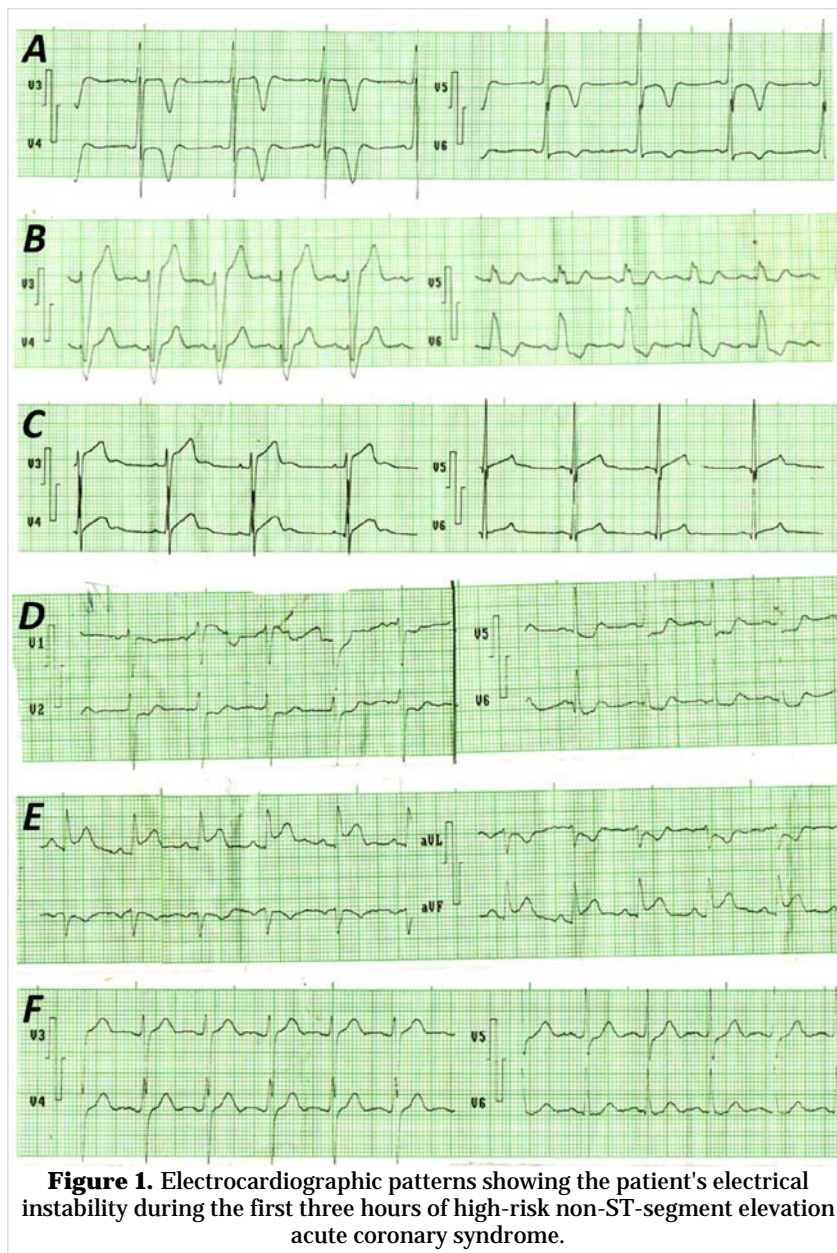 A
V3
V5
V4
V6
B
V3
V5
V4
V6
C
V3
V5
V4
V6
D
V1
V5
V2
V6
E
aVL
aVF
F
V3
V5
V4
V6
Figure 1. Electrocardiographic patterns showing the patient's electrical
instability during the first three hours of high-risk non-ST-segment elevation
acute coronary syndrome.